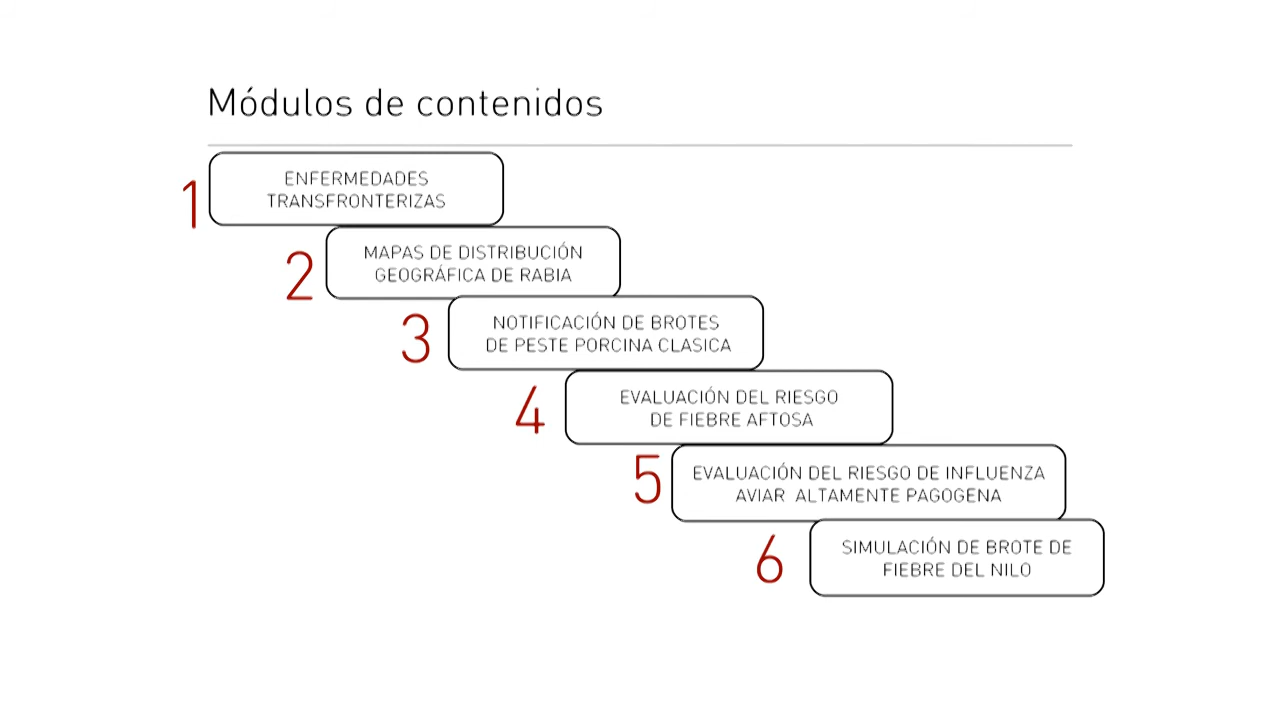 Módulos de contenidos
1
ENFERMEDADES
TRANSFRONTERIZAS
2
MAPAS DE DISTRIBUCIÓN
GEOGRÁFICA DE RABIA
3
NOTIFICACIÓN DE BROTES
DE PESTE PORCINA CLASICA
4
EVALUACIÓN DEL RIESGO
DE FIEBRE AFTOSA
5
EVALUACIÓN DEL RIESGO DE INFLUENZA
AVIAR ALTAMENTE PAGOGENA
6
SIMULACIÓN DE BROTE DE
FIEBRE DEL NILO